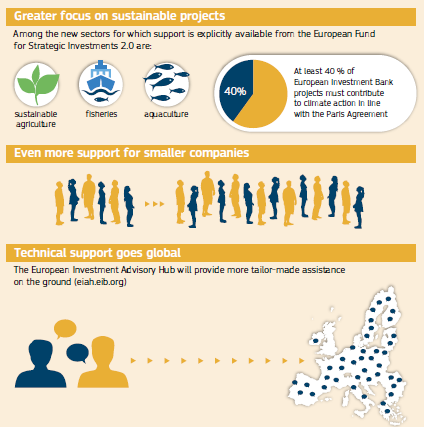 Greater focus on sustainable projects
Among the new sectors for which support is explicitly available from the European Fund
for Strategic Investments 2.0 are:
sustainable
agriculture
fisheries
aquaculture
40%
At least 40 % of
European Investment Bank
projects must contribute
to climate action in line
with the Paris Agreement
Even more support for smaller companies
Technical support goes global
The European Investment Advisory Hub will provide more tailor-made assistance
on the ground (eiah.eib.org)